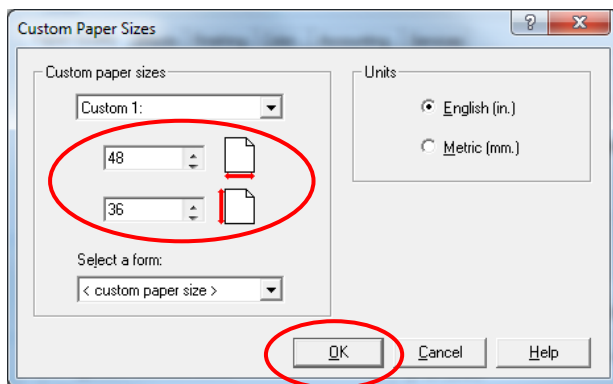 Custom Paper Sizes
Custom paper sizes
Custom 1:
48
36
Select a form:
< custom paper size >
Units
English (in.)
Metric (mm.)
OK
Cancel
Help